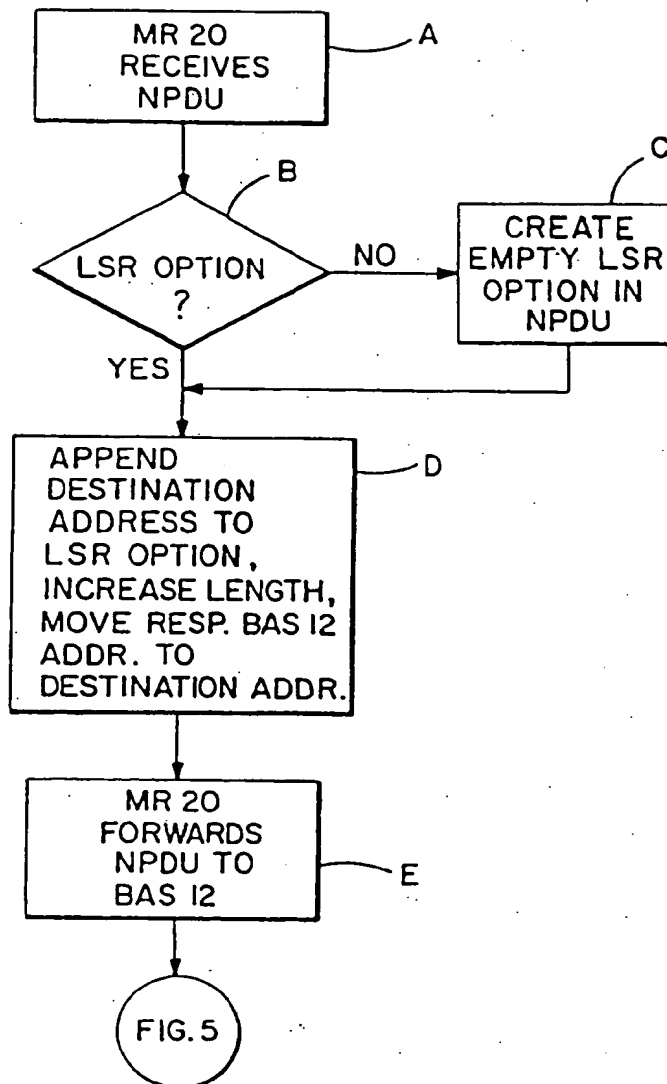 MR 20
RECEIVES
NPDU
A
B
LSR OPTION
?
NO
YES
C
CREATE
EMPTY LSR
OPTION IN
NPDU
APPEND
DESTINATION
ADDRESS TO
LSR OPTION,
INCREASE LENGTH,
MOVE RESP. BAS 12
ADDR. TO
DESTINATION ADDR.
D
MR 20
FORWARDS
NPDU TO
BAS 12
E
FIG. 5